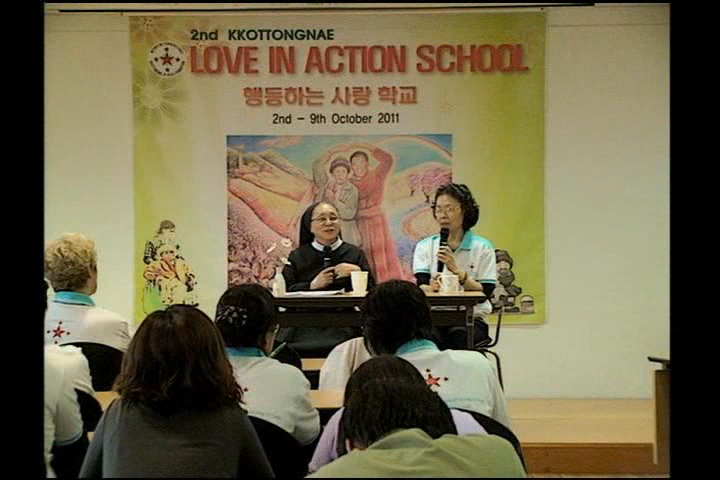 2nd KKOTTONGNAE
LOVE IN ACTION SCHOOL
행동하는 사랑 학교
2nd - 9th October 2011